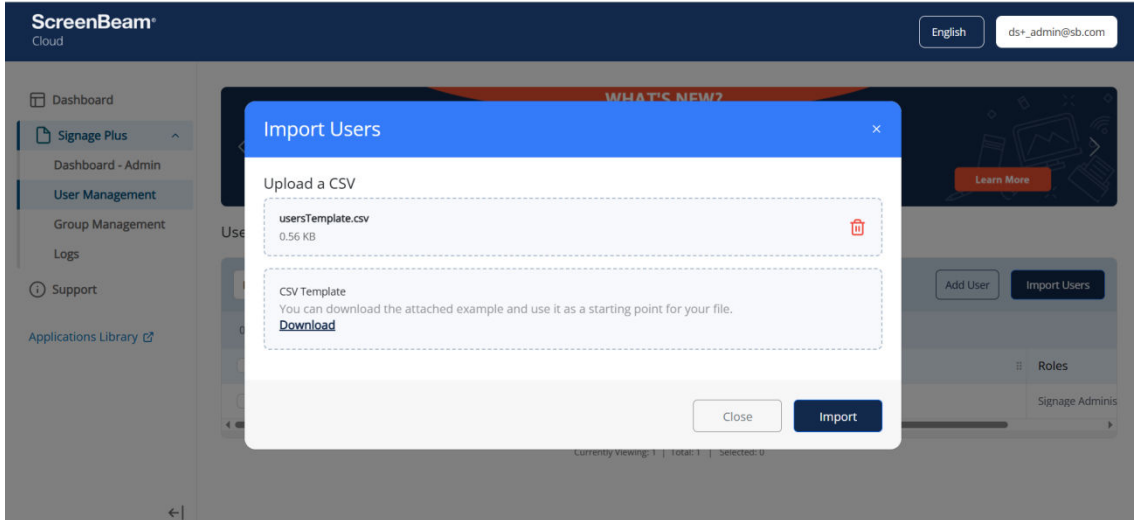 ScreenBeam®
Cloud
English
ds+_admin@sb.com
Dashboard
Signage Plus
Dashboard - Admin
User Management
Group Management
Logs
Support
Applications Library
WHAT'S NEW?
Learn More
Import Users
×
Upload a CSV
usersTemplate.csv
0.56 KB
CSV Template
You can download the attached example and use it as a starting point for your file.
Download
Close
Import
Use
Add User
Import Users
Roles
Signage Adminis
Currently Viewing: 1 | Total: 1 | Selected: 0